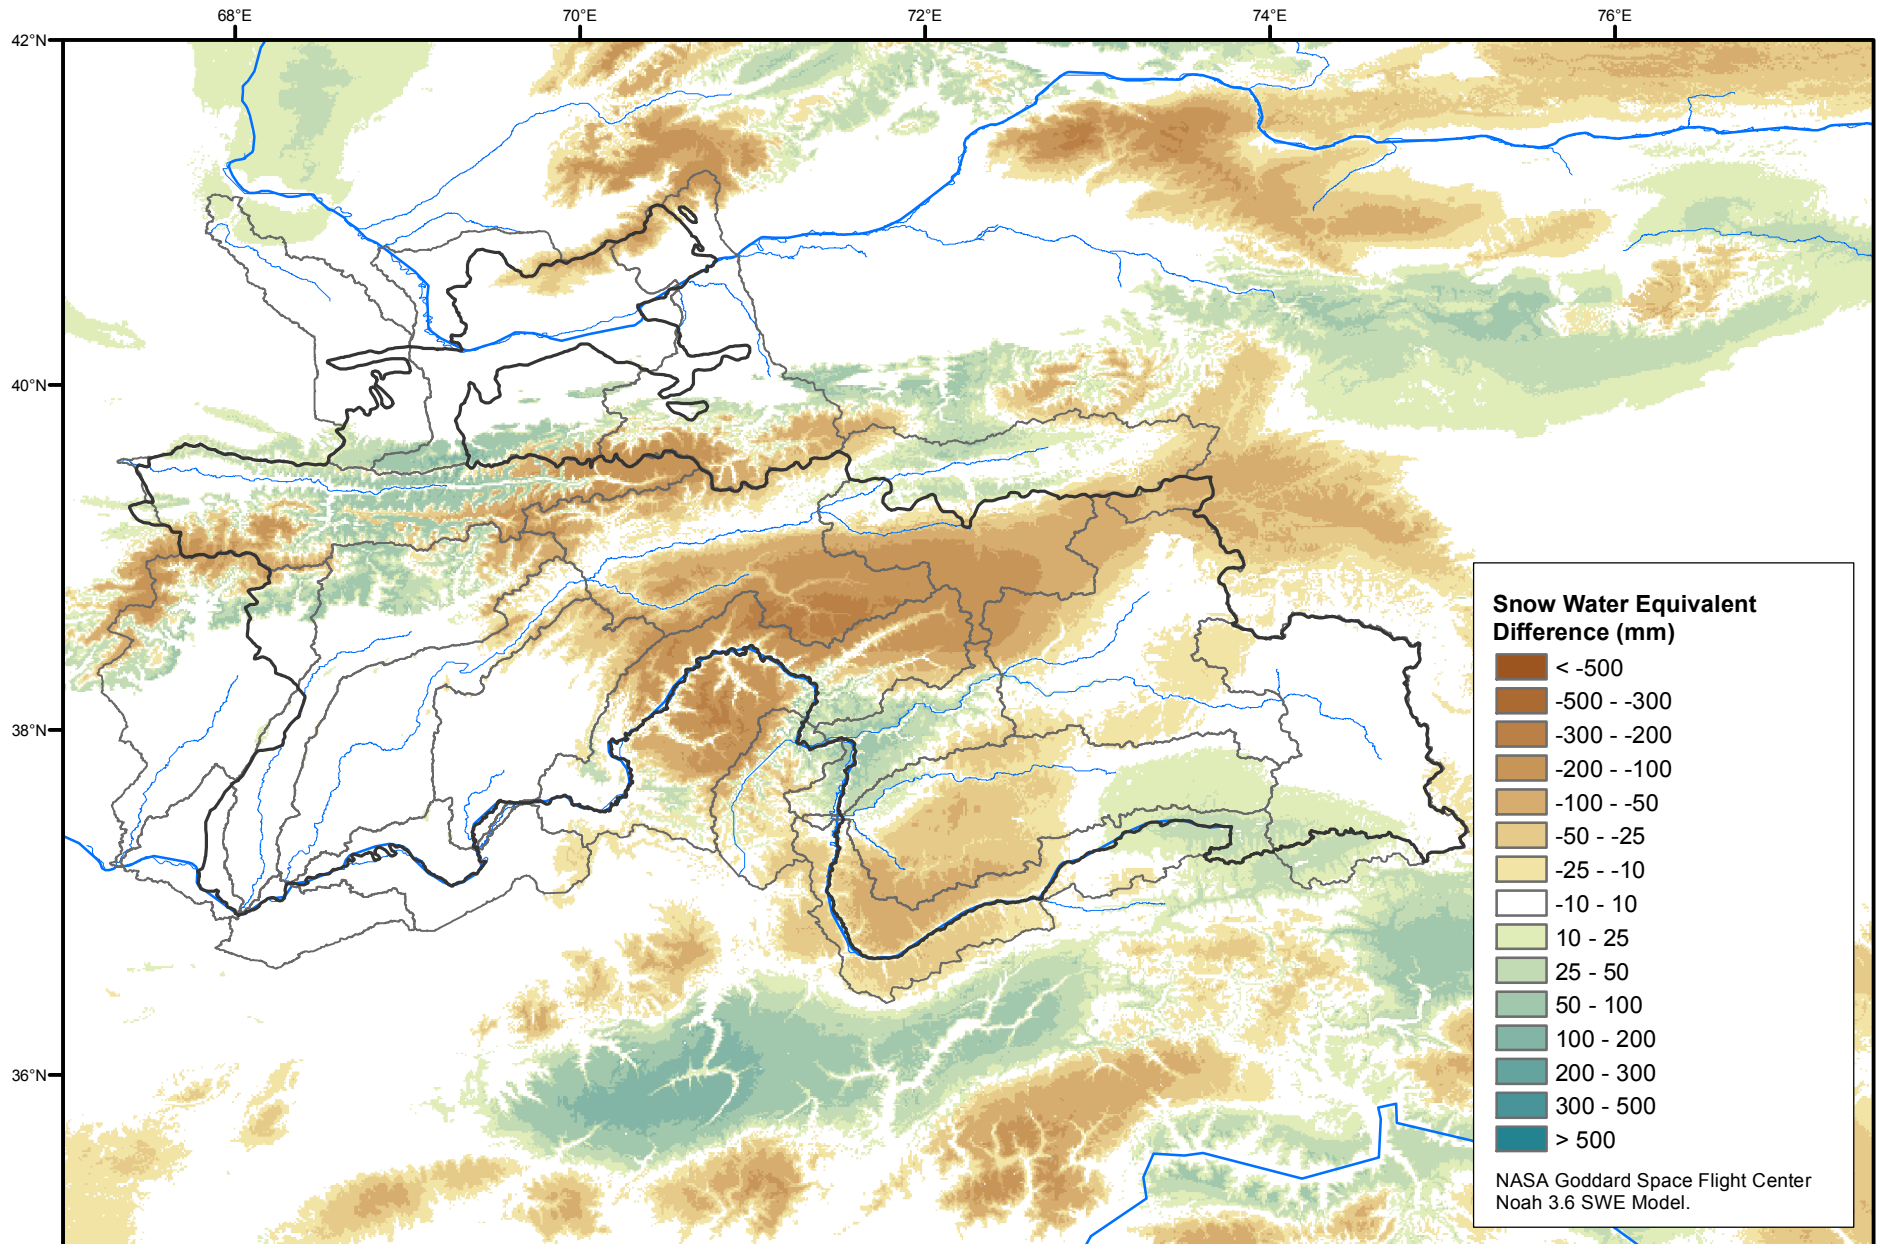 68°E 70°E 72°E 74°E 76°E
42°N
40°N
38°N
36°N
Snow Water Equivalent
Difference (mm)
< -500
-500 - -300
-300 - -200
-200 - -100
-100 - -50
-50 - -25
-25 - -10
-10 - 10
10 - 25
25 - 50
50 - 100
100 - 200
200 - 300
300 - 500
> 500
NASA Goddard Space Flight Center
Noah 3.6 SWE Model.